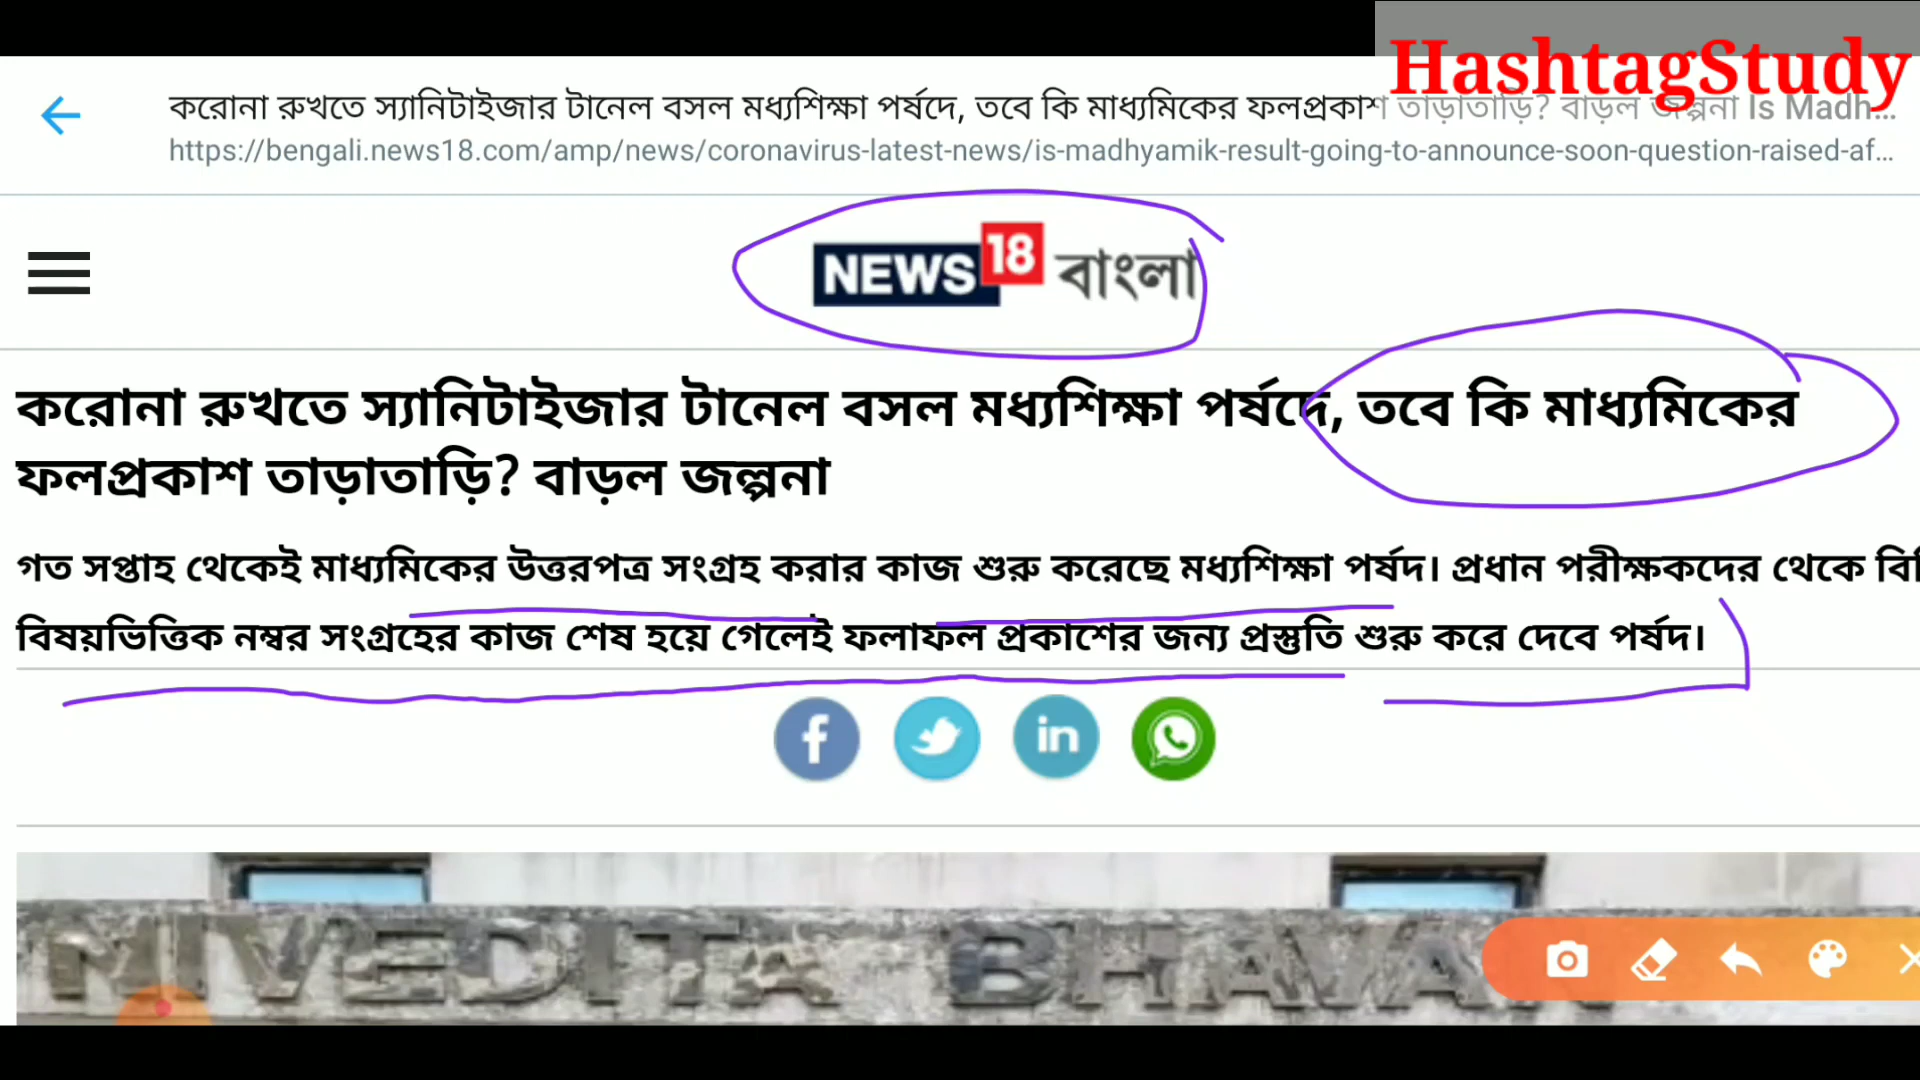 HashtagStudy
করোনা রুখতে স্যানিটাইজার টানেল বসল মধ্যশিক্ষা পর্ষদে, তবে কি মাধ্যমিকের ফলপ্রকাশ তাড়াতাড়ি? বাড়ল জল্পনা Is Madh...
https://bengali.news18.com/amp/news/coronavirus-latest-news/is-madhyamik-result-going-to-announce-soon-question-raised-af...
NEWS18 বাংলা
করোনা রুখতে স্যানিটাইজার টানেল বসল মধ্যশিক্ষা পর্ষদে, তবে কি মাধ্যমিকের
ফলপ্রকাশ তাড়াতাড়ি? বাড়ল জল্পনা
গত সপ্তাহ থেকেই মাধ্যমিকের উত্তরপত্র সংগ্রহ করার কাজ শুরু করেছে মধ্যশিক্ষা পর্ষদ। প্রধান পরীক্ষকদের থেকে
বিষয়ভিত্তিক নম্বর সংগ্রহের কাজ শেষ হয়ে গেলেই ফলাফল প্রকাশের জন্য প্রস্তুতি শুরু করে দেবে পর্ষদ।
f in
NIVEDITA BHAVA